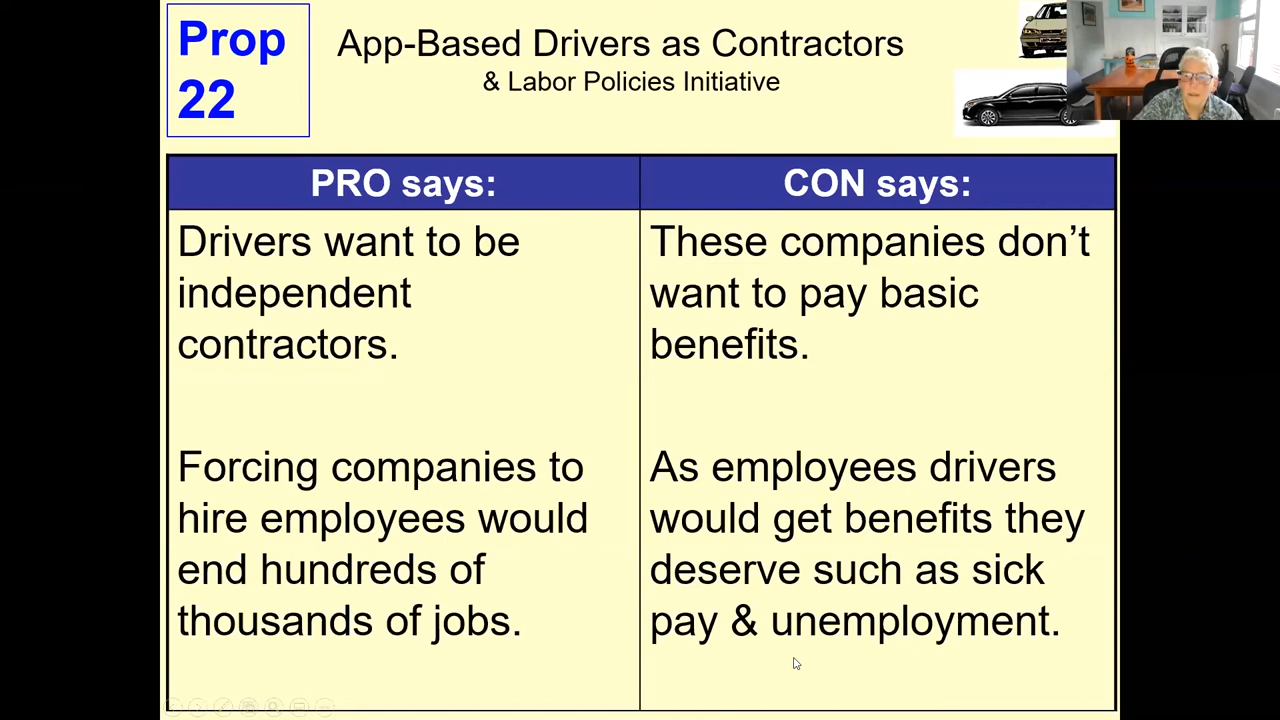 Prop
22
App-Based Drivers as Contractors
& Labor Policies Initiative
PRO says:
CON says:
Drivers want to be
independent
contractors.
These companies don’t
want to pay basic
benefits.
Forcing companies to
hire employees would
end hundreds of
thousands of jobs.
As employees drivers
would get benefits they
deserve such as sick
pay & unemployment.